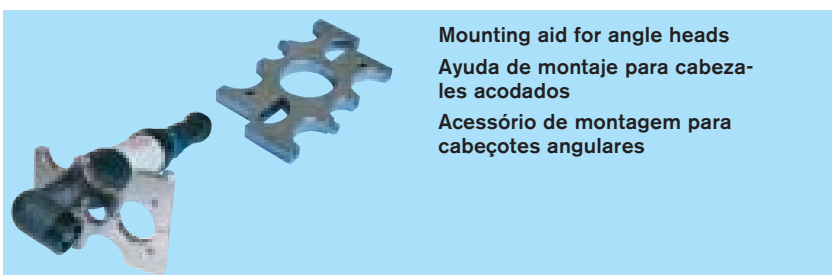 Mounting aid for angle heads
Ayuda de montaje para cabeza-
les acodados
Acessório de montagem para
cabeçotes angulares